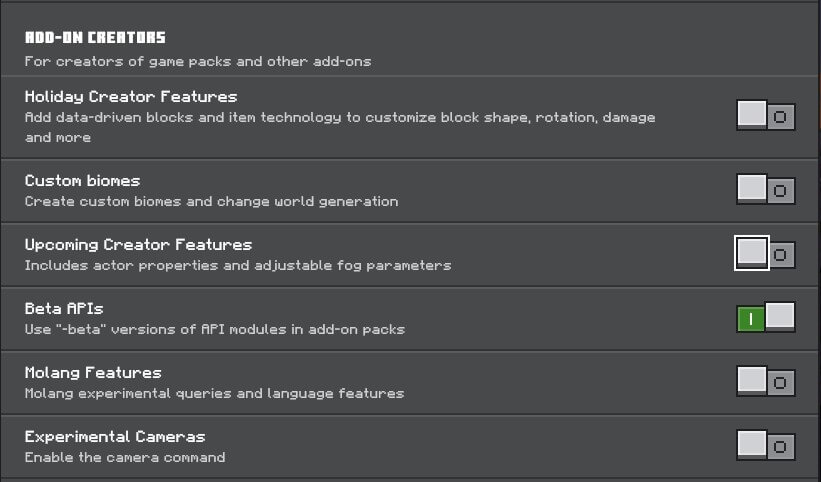 ADD-ON CREATORS
For creators of game packs and other add-ons
Holiday Creator Features
Add data-driven blocks and item technology to customize block shape, rotation, damage
and more
Custom biomes
Create custom biomes and change world generation
Upcoming Creator Features
Includes actor properties and adjustable fog parameters
Beta APIs
Use "-beta" versions of API modules in add-on packs
Molang Features
Molang experimental queries and language features
Experimental Cameras
Enable the camera command